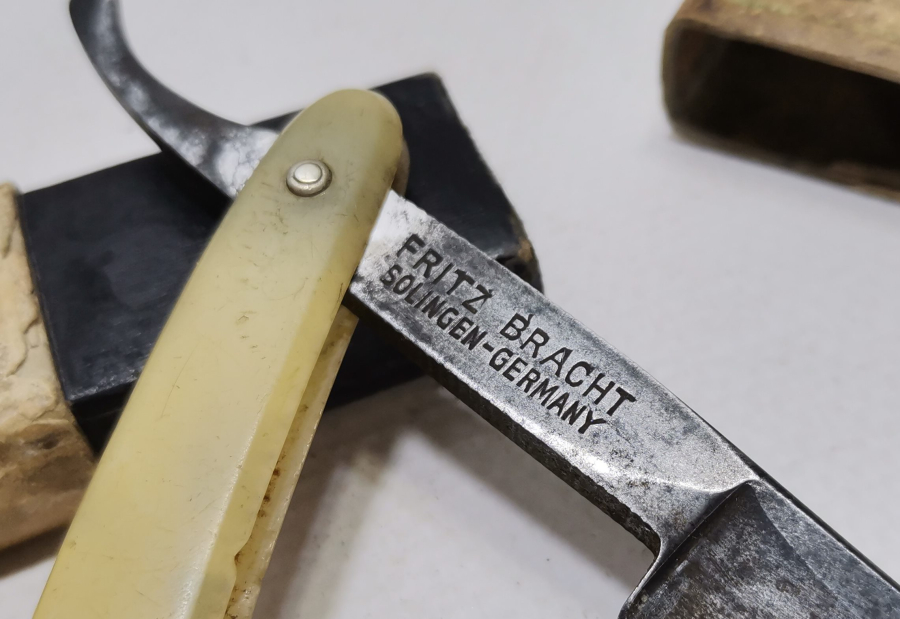 FRITZ BRACHT
SOLINGEN-GERMANY